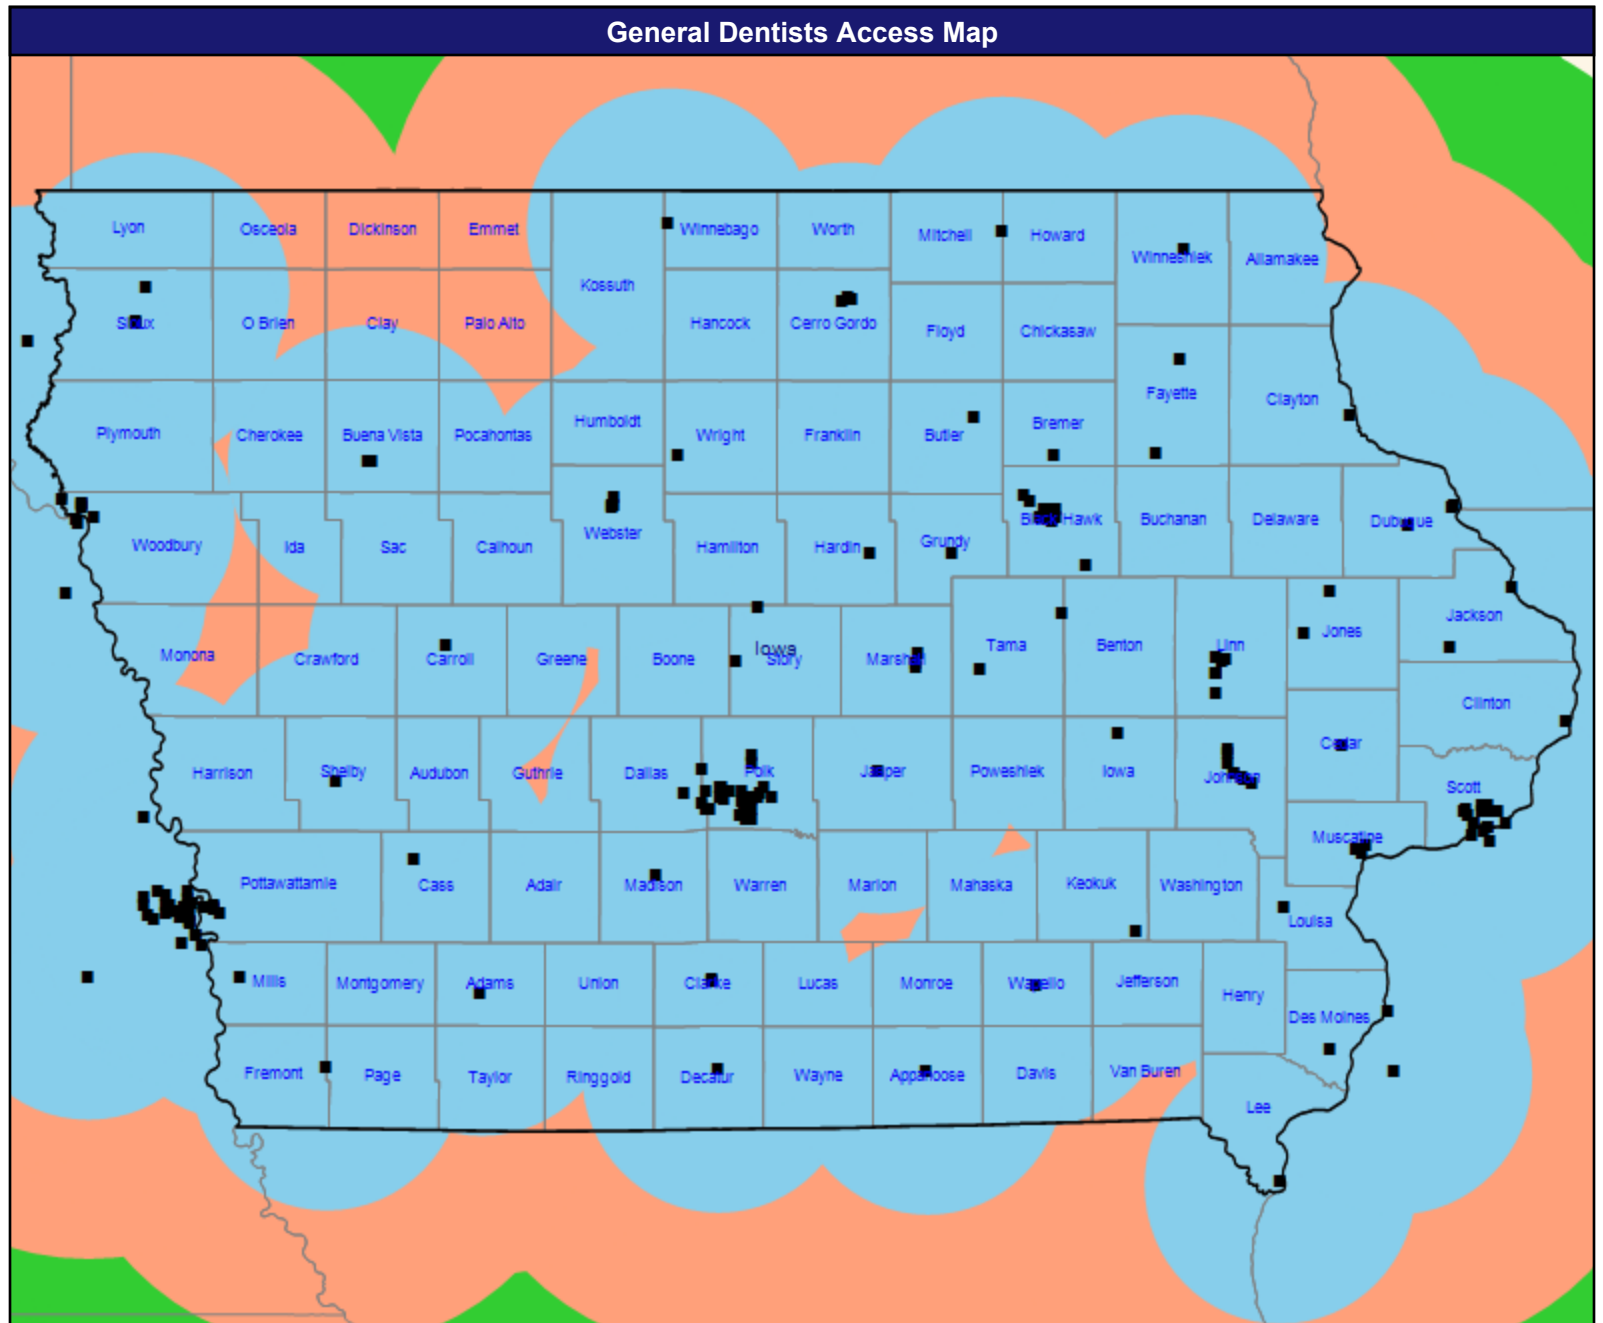 General Dentists Access Map
Lyon
Osceola
Dickinson
Emmet
Winnebago
Worth
Mitchell
Howard
Winneshiek
Allamakee
Kossuth
Sioux
O Brien
Clay
Palo Alto
Hancock
Cerro Gordo
Floyd
Chickasaw
Fayette
Clayton
Plymouth
Cherokee
Buena Vista
Pocahontas
Humboldt
Wright
Franklin
Butler
Bremer
Woodbury
Ida
Sac
Calhoun
Webster
Hamilton
Hardin
Grundy
Black Hawk
Buchanan
Delaware
Dubuque
Monona
Crawford
Carroll
Greene
Boone
Iowa
Story
Marshall
Tama
Benton
Linn
Jones
Jackson
Clinton
Harrison
Shelby
Audubon
Guthrie
Dallas
Polk
Jasper
Poweshiek
Iowa
Johnson
Cedar
Scott
Muscatine
Pottawattamie
Cass
Adair
Madison
Warren
Marion
Mahaska
Keokuk
Washington
Louisa
Mills
Montgomery
Adams
Union
Clarke
Lucas
Monroe
Wapello
Jefferson
Henry
Des Moines
Fremont
Page
Taylor
Ringgold
Decatur
Wayne
Appanoose
Davis
Van Buren
Lee